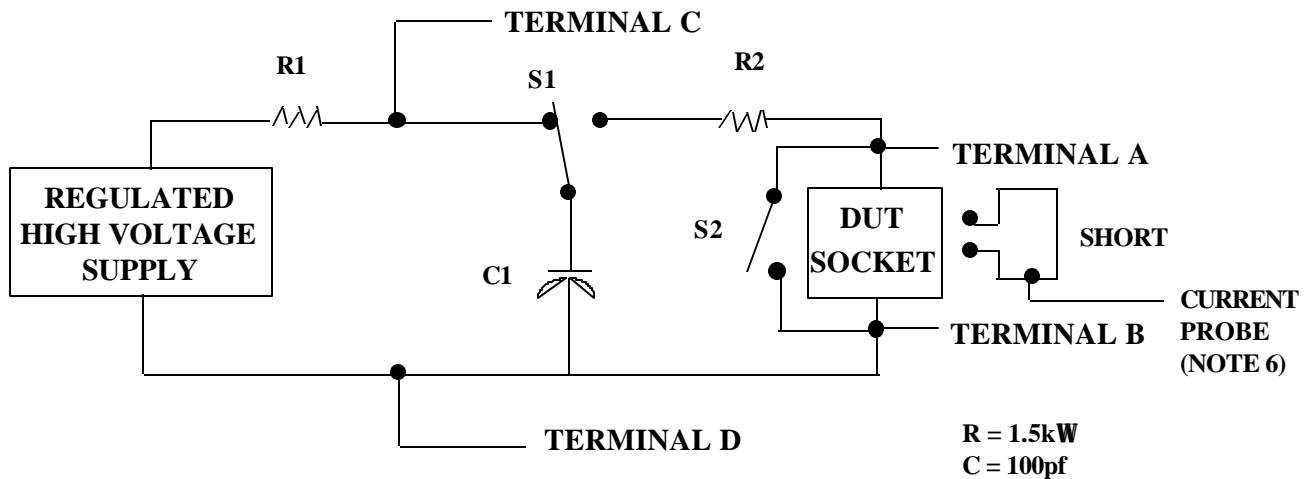 TERMINAL C
R1
S1
R2
TERMINAL A
REGULATED
HIGH VOLTAGE
SUPPLY
S2
DUT
SOCKET
SHORT
C1
CURRENT
PROBE
(NOTE 6)
TERMINAL B
TERMINAL D
R = 1.5kW
C = 100pf